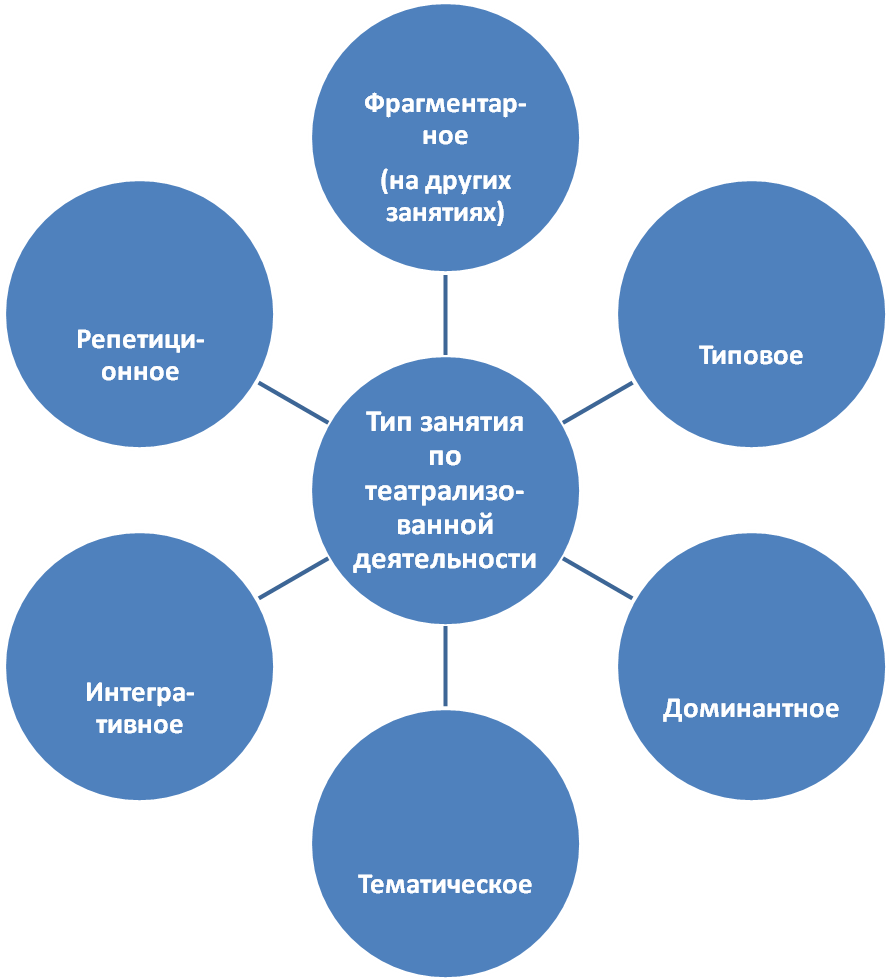 Фрагментар-
ное
(на других
занятиях)
Репетици-
онное
Типовое
Тип занятия
по
театрализо-
ванной
деятельности
Интегра-
тивное
Доминантное
Тематическое